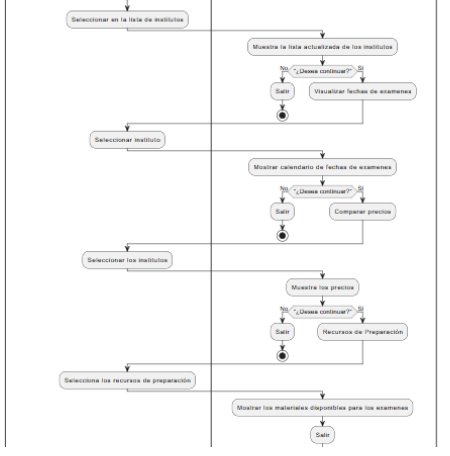 Seleccionar en la lista de institutos
Muestra la lista actualizada de los institutos
No "¿Desea continuar?" Si
Salir Visualizar fechas de examenes
Seleccionar instituto
Mostrar calendario de fechas de examenes
No "¿Desea continuar?" Si
Salir Comparar precios
Seleccionar los institutos
Muestra los precios
No "¿Desea continuar?" Si
Salir Recursos de Preparación
Selecciona los recursos de preparación
Mostrar los materiales disponibles para los examenes
Salir